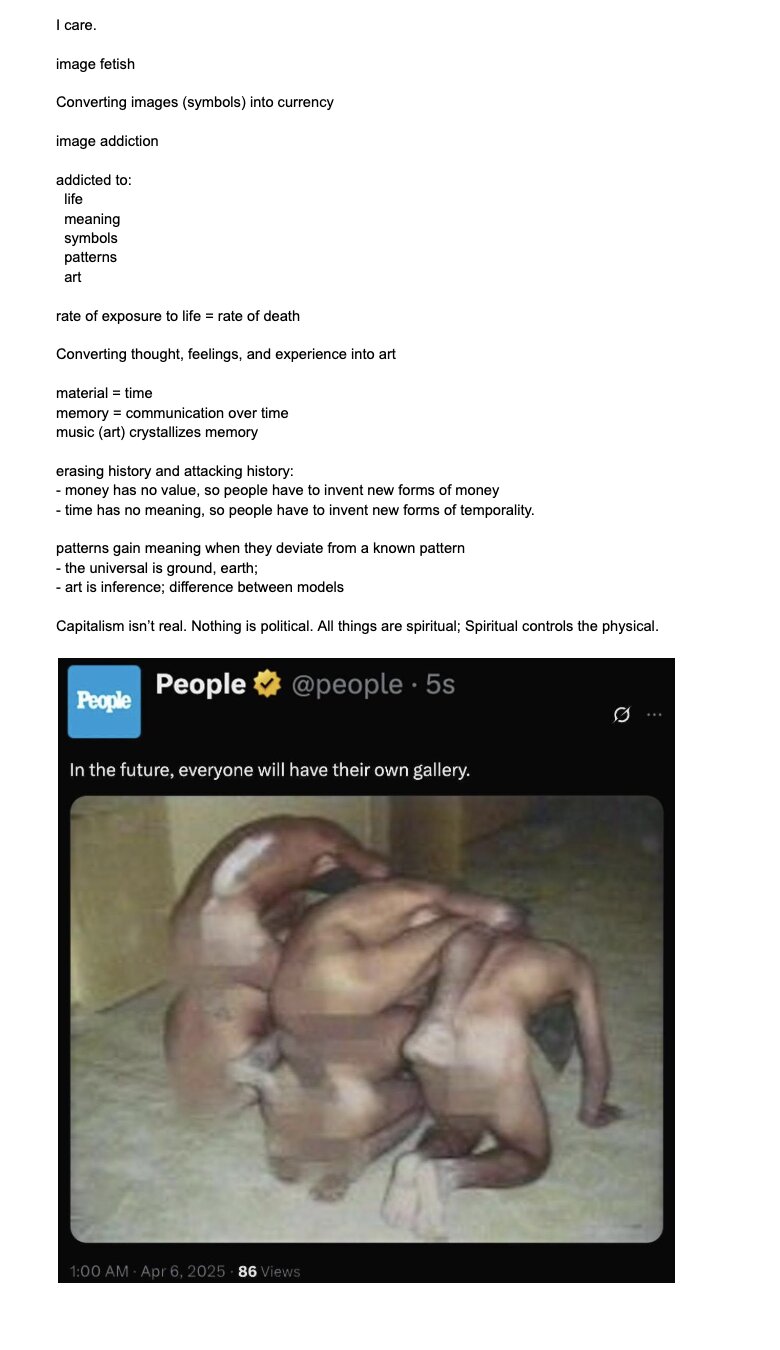 I care.
image fetish
Converting images (symbols) into currency
image addiction
addicted to:
life
meaning
symbols
patterns
art
rate of exposure to life = rate of death
Converting thought, feelings, and experience into art
material = time
memory = communication over time
music (art) crystallizes memory
erasing history and attacking history:
- money has no value, so people have to invent new forms of money
- time has no meaning, so people have to invent new forms of temporality.
patterns gain meaning when they deviate from a known pattern
- the universal is ground, earth;
- art is inference; difference between models
Capitalism isn’t real. Nothing is political. All things are spiritual; Spiritual controls the physical.
People
People @people · 5s
In the future, everyone will have their own gallery.
1:00 AM · Apr 6, 2025 · 86 Views